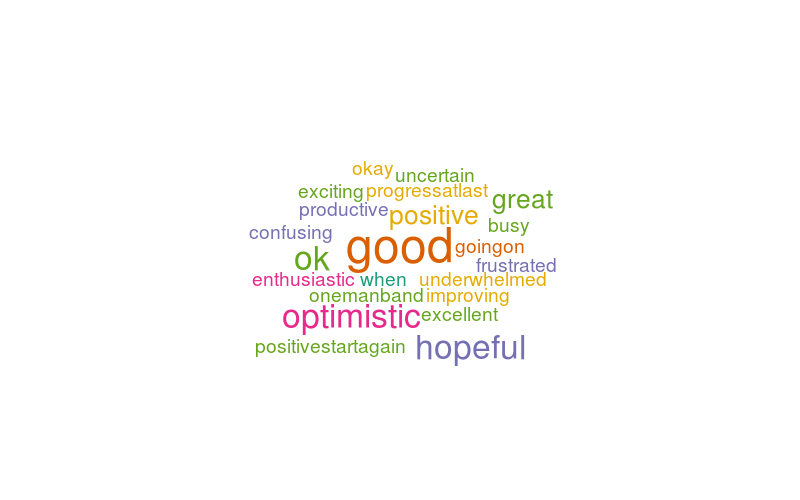 okay
uncertain
exciting
progressatlast
great
productive
positive
busy
confusing
good
goingon
ok
frustrated
enthusiastic
when
underwhelmed
onemanband
improving
optimistic
excellent
positivestartagain
hopeful